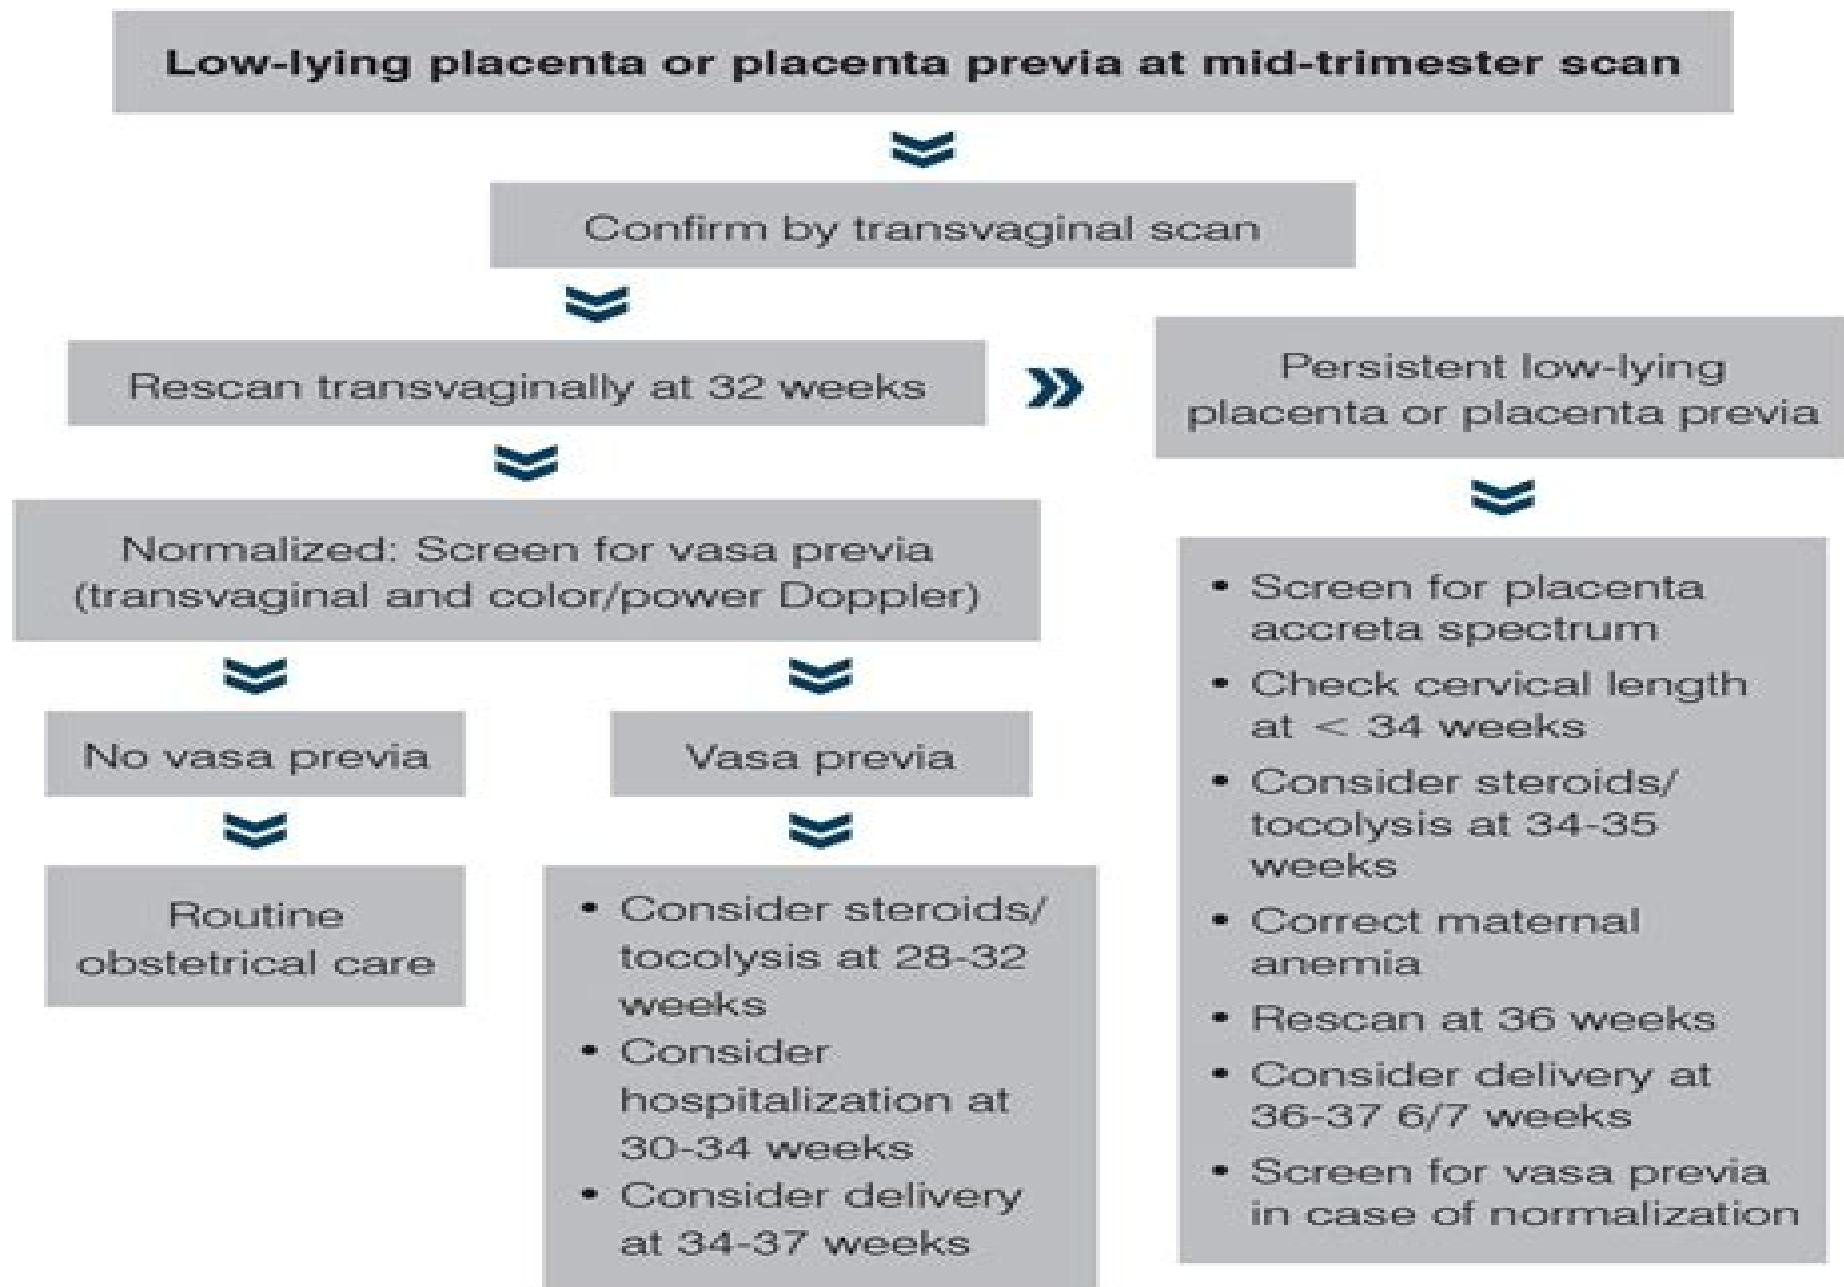 Low-lying placenta or placenta previa at mid-trimester scan
Confirm by transvaginal scan
Rescan transvaginally at 32 weeks
Persistent low-lying
placenta or placenta previa
Normalized: Screen for vasa previa
(transvaginal and color/power Doppler)
No vasa previa
Routine
obstetrical care
Vasa previa
• Consider steroids/
tocolysis at 28-32
weeks
• Consider
hospitalization at
30-34 weeks
• Consider delivery
at 34-37 weeks
• Screen for placenta
accreta spectrum
• Check cervical length
at < 34 weeks
• Consider steroids/
tocolysis at 34-35
weeks
• Correct maternal
anemia
• Rescan at 36 weeks
• Consider delivery at
36-37 6/7 weeks
• Screen for vasa previa
in case of normalization